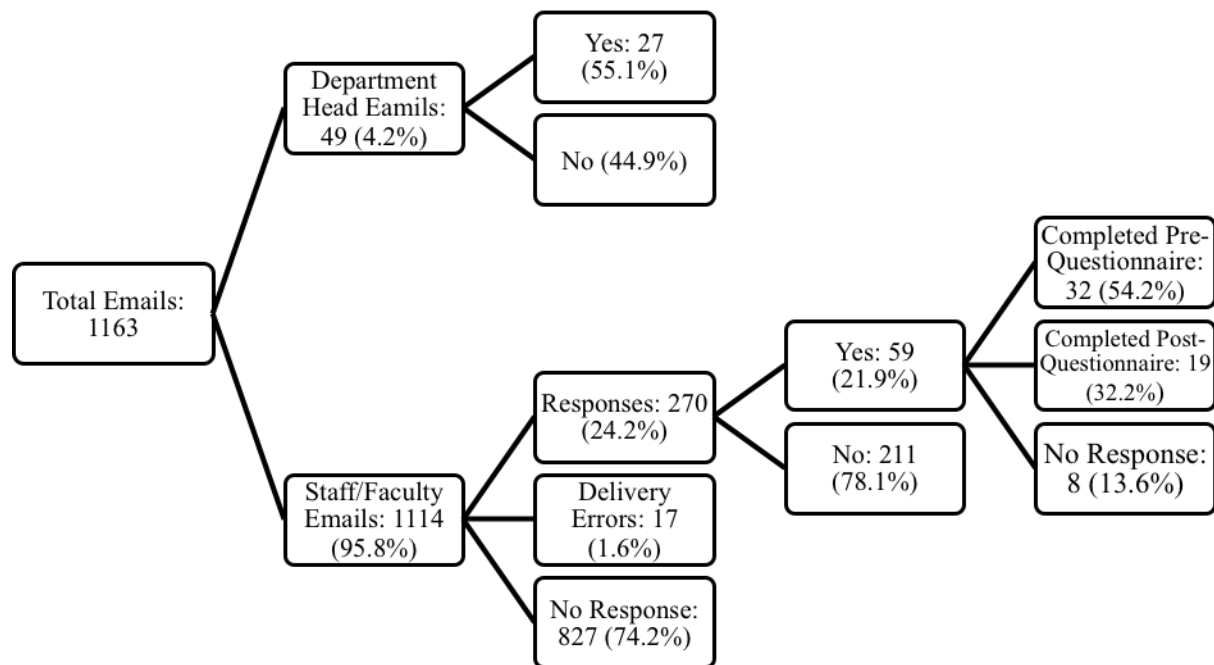 Total Emails:
1163
Department
Head Eamils:
49 (4.2%)
Yes: 27
(55.1%)
No (44.9%)
Staff/Faculty
Emails: 1114
(95.8%)
Responses: 270
(24.2%)
Delivery
Errors: 17
(1.6%)
No Response:
827 (74.2%)
Yes: 59
(21.9%)
No: 211
(78.1%)
Completed Pre-
Questionnaire:
32 (54.2%)
Completed Post-
Questionnaire: 19
(32.2%)
No Response:
8 (13.6%)